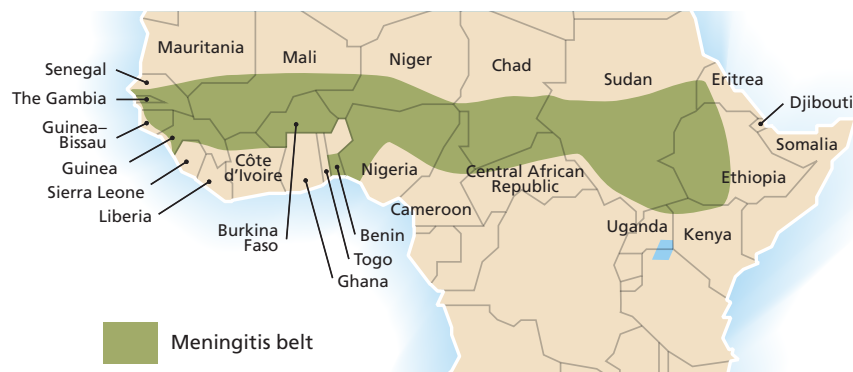 Mauritania
Mali
Niger
Chad
Sudan
Eritrea
Djibouti
Somalia
Ethiopia
Senegal
The Gambia
Guinea–
Bissau
Guinea
Sierra Leone
Liberia
Côte
d'Ivoire
Burkina
Faso
Ghana
Togo
Benin
Nigeria
Cameroon
Central African
Republic
Uganda
Kenya
Meningitis belt